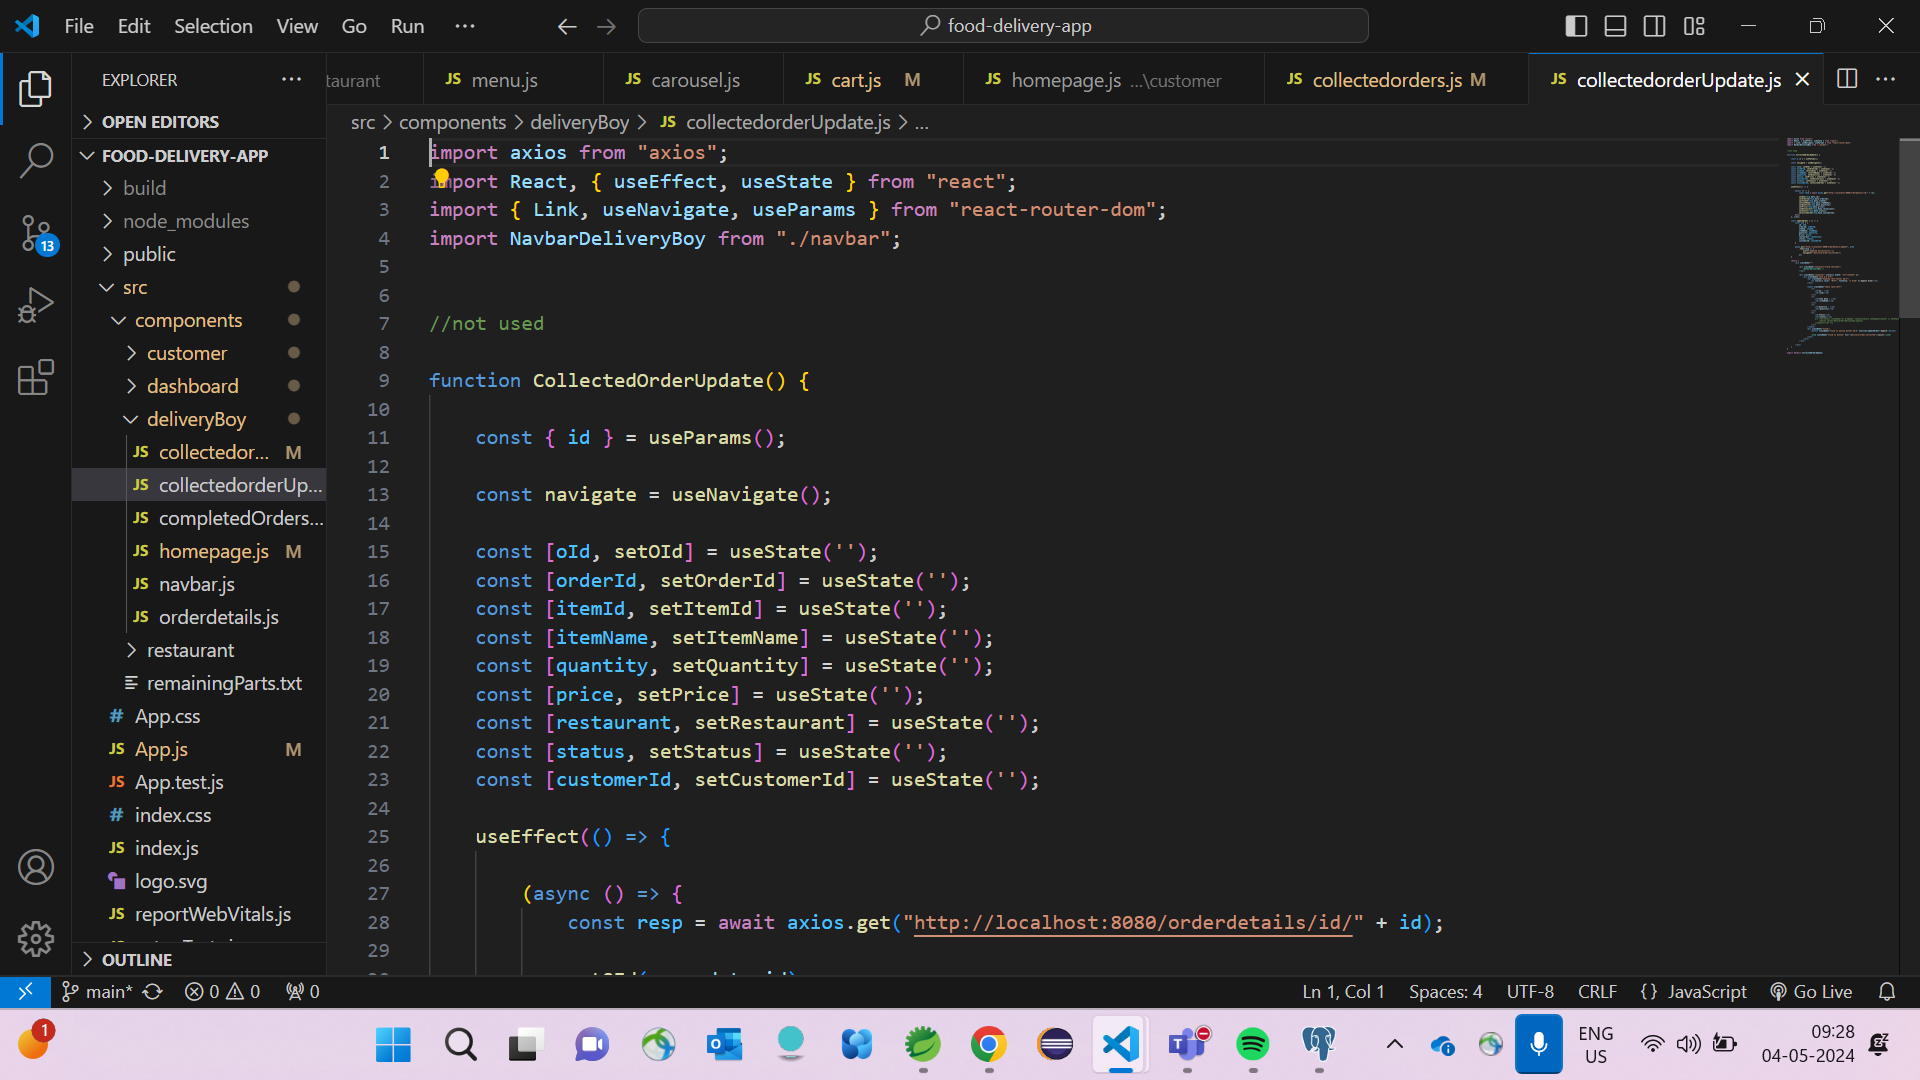 File Edit Selection View Go Run ...
food-delivery-app
EXPLORER ...
taurant
JS menu.js
JS carousel.js
JS cart.js M
JS homepage.js ...\customer
JS collectedorders.js M
JS collectedorderUpdate.js
OPEN EDITORS
FOOD-DELIVERY-APP
build
node_modules
public
src
components
customer
dashboard
deliveryBoy
JS collectedor... M
JS collectedorderUp...
JS completedOrders...
JS homepage.js M
JS navbar.js
JS orderdetails.js
restaurant
remainingParts.txt
# App.css
JS App.js M
JS App.test.js
# index.css
JS index.js
logo.svg
JS reportWebVitals.js
OUTLINE
13
src > components > deliveryBoy > JS collectedorderUpdate.js > ...
1 import axios from "axios";
2 import React, { useEffect, useState } from "react";
3 import { Link, useNavigate, useParams } from "react-router-dom";
4 import NavbarDeliveryBoy from "./navbar";
5
6
7 //not used
8
9 function CollectedOrderUpdate() {
10
11 const { id } = useParams();
12
13 const navigate = useNavigate();
14
15 const [oId, setOId] = useState('');
16 const [orderId, setOrderId] = useState('');
17 const [itemId, setItemId] = useState('');
18 const [itemName, setItemName] = useState('');
19 const [quantity, setQuantity] = useState('');
20 const [price, setPrice] = useState('');
21 const [restaurant, setRestaurant] = useState('');
22 const [status, setStatus] = useState('');
23 const [customerId, setCustomerId] = useState('');
24
25 useEffect(() => {
26
27 (async () => {
28 const resp = await axios.get("http://localhost:8080/orderdetails/id/" + id);
29
main* 0 0 0
Ln 1, Col 1 Spaces: 4 UTF-8 CRLF {} JavaScript Go Live
1
ENG
US
09:28
04-05-2024